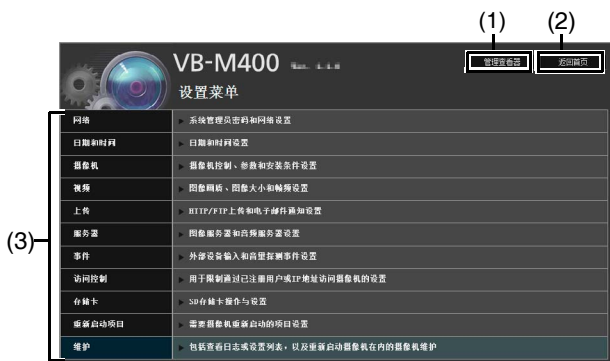 (1) (2)
VB-M400
管理查看器 返回首页
设置菜单
网络 系统管理员密码和网络设置
日期和时间 日期和时间设置
摄像机 摄像机控制、参数和安装条件设置
视频 图像画质、图像大小和帧频设置
上传 HTTP/FTP上传和电子邮件通知设置
(3)
服务器 图像服务器和音频服务器设置
事件 外部设备输入和音量探测事件设置
访问控制 用于限制通过已注册用户或IP地址访问摄像机的设置
存储卡 SD存储卡操作与设置
重新启动项目 需要摄像机重新启动的项目设置
维护 包括查看日志或设置列表，以及重新启动摄像机在内的摄像机维护